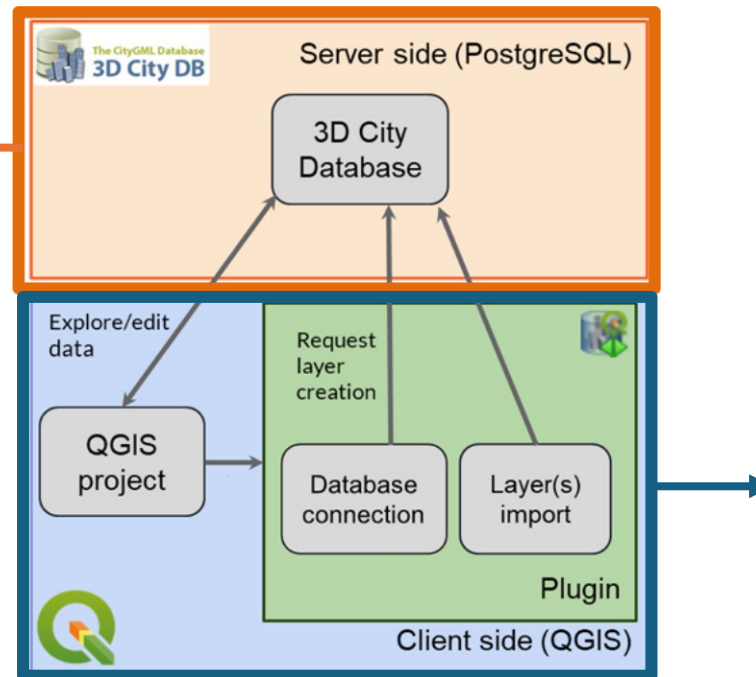 The CityGML Database
3D City DB
Server side (PostgreSQL)
3D City
Database
Explore/edit
data
Request
layer
creation
QGIS
project
Database
connection
Layer(s)
import
Plugin
Client side (QGIS)